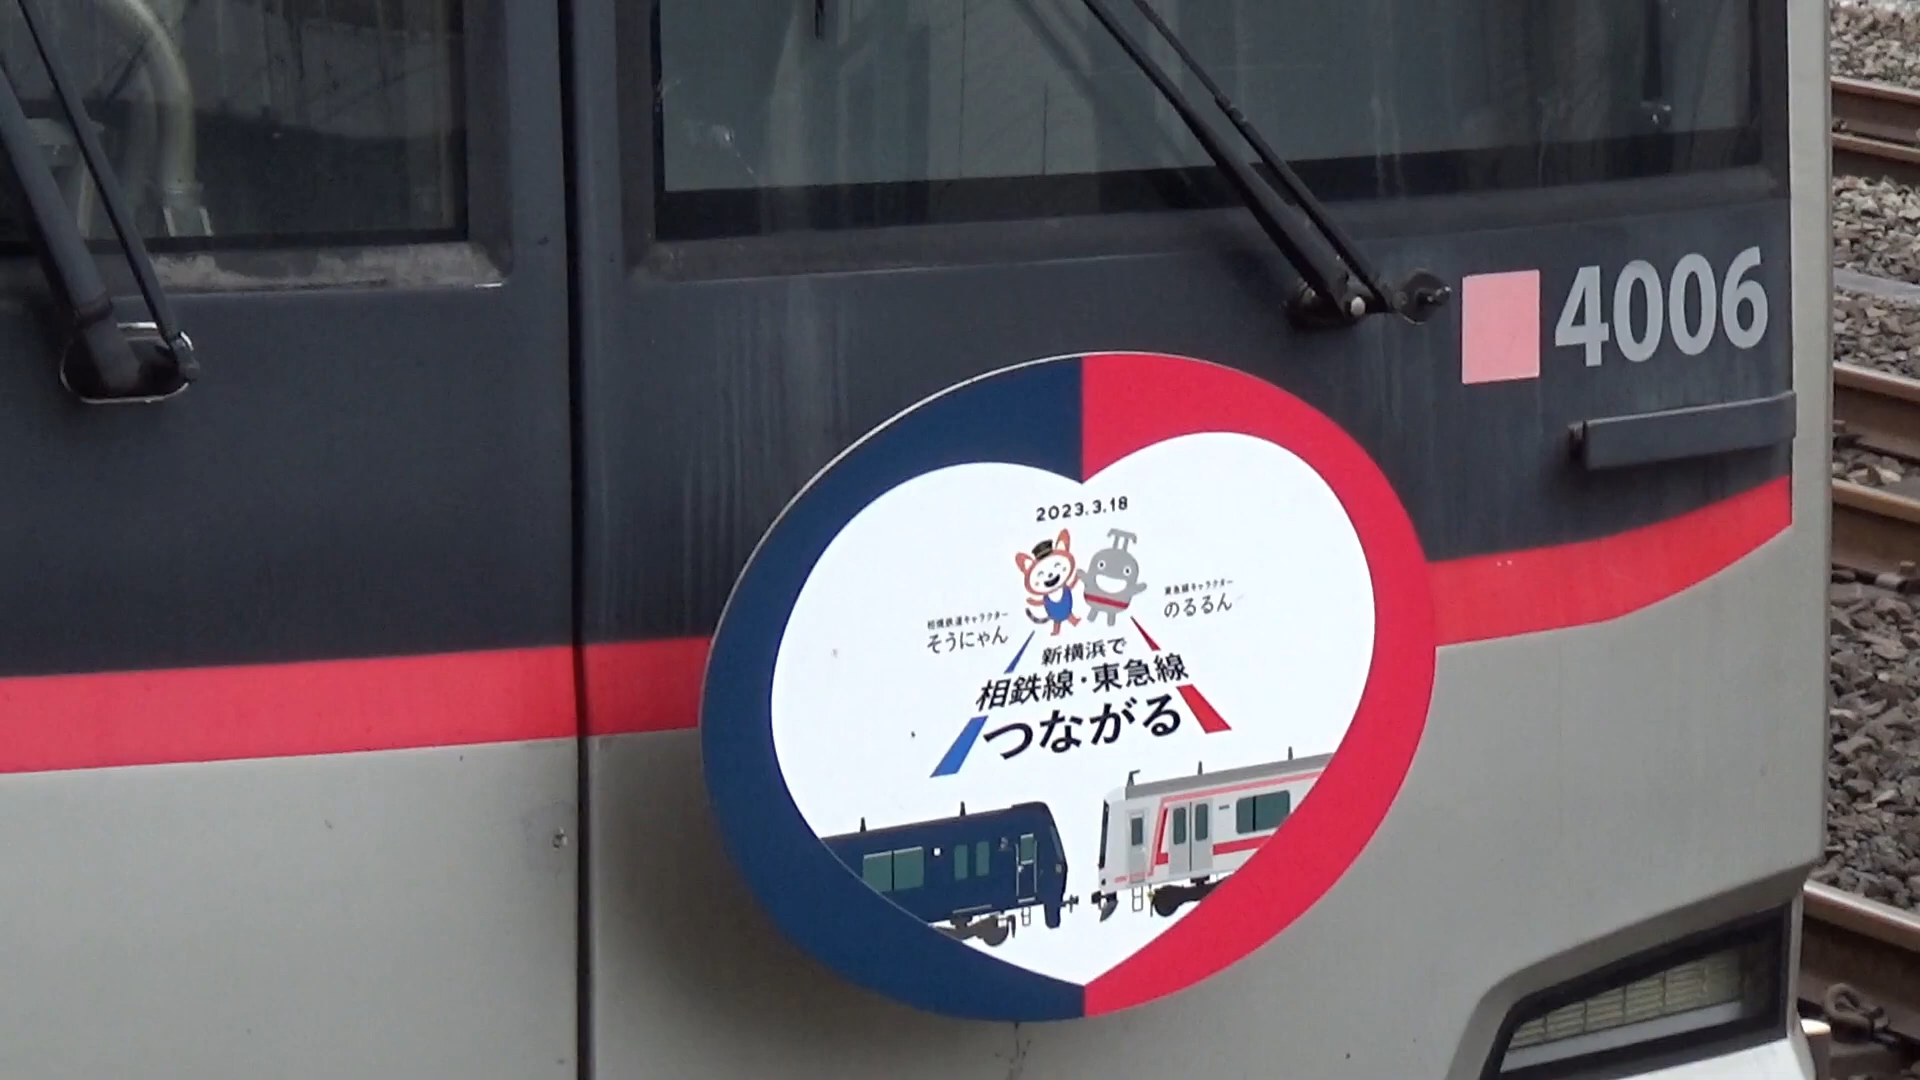 4006
2023.3.18
相模鉄道キャラクター
そうにゃん
東急線キャラクター
のるるん
新横浜で
相鉄線・東急線
つながる